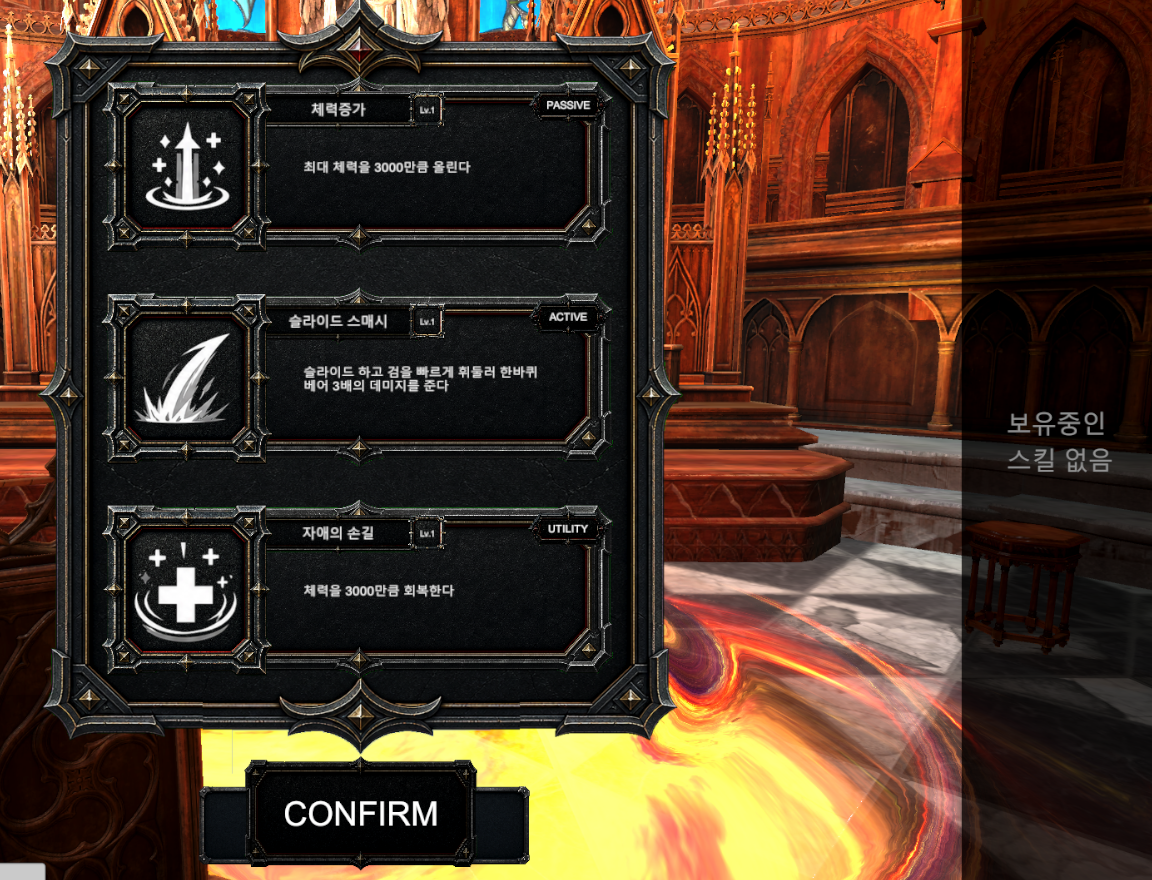 체력증가
Lv.1
PASSIVE
최대 체력을 3000만큼 올린다
슬라이드 스매시
Lv.1
ACTIVE
슬라이드 하고 검을 빠르게 휘둘러 한바퀴
베어 3배의 데미지를 준다
자애의 손길
Lv.1
UTILITY
체력을 3000만큼 회복한다
CONFIRM
보유중인
스킬 없음